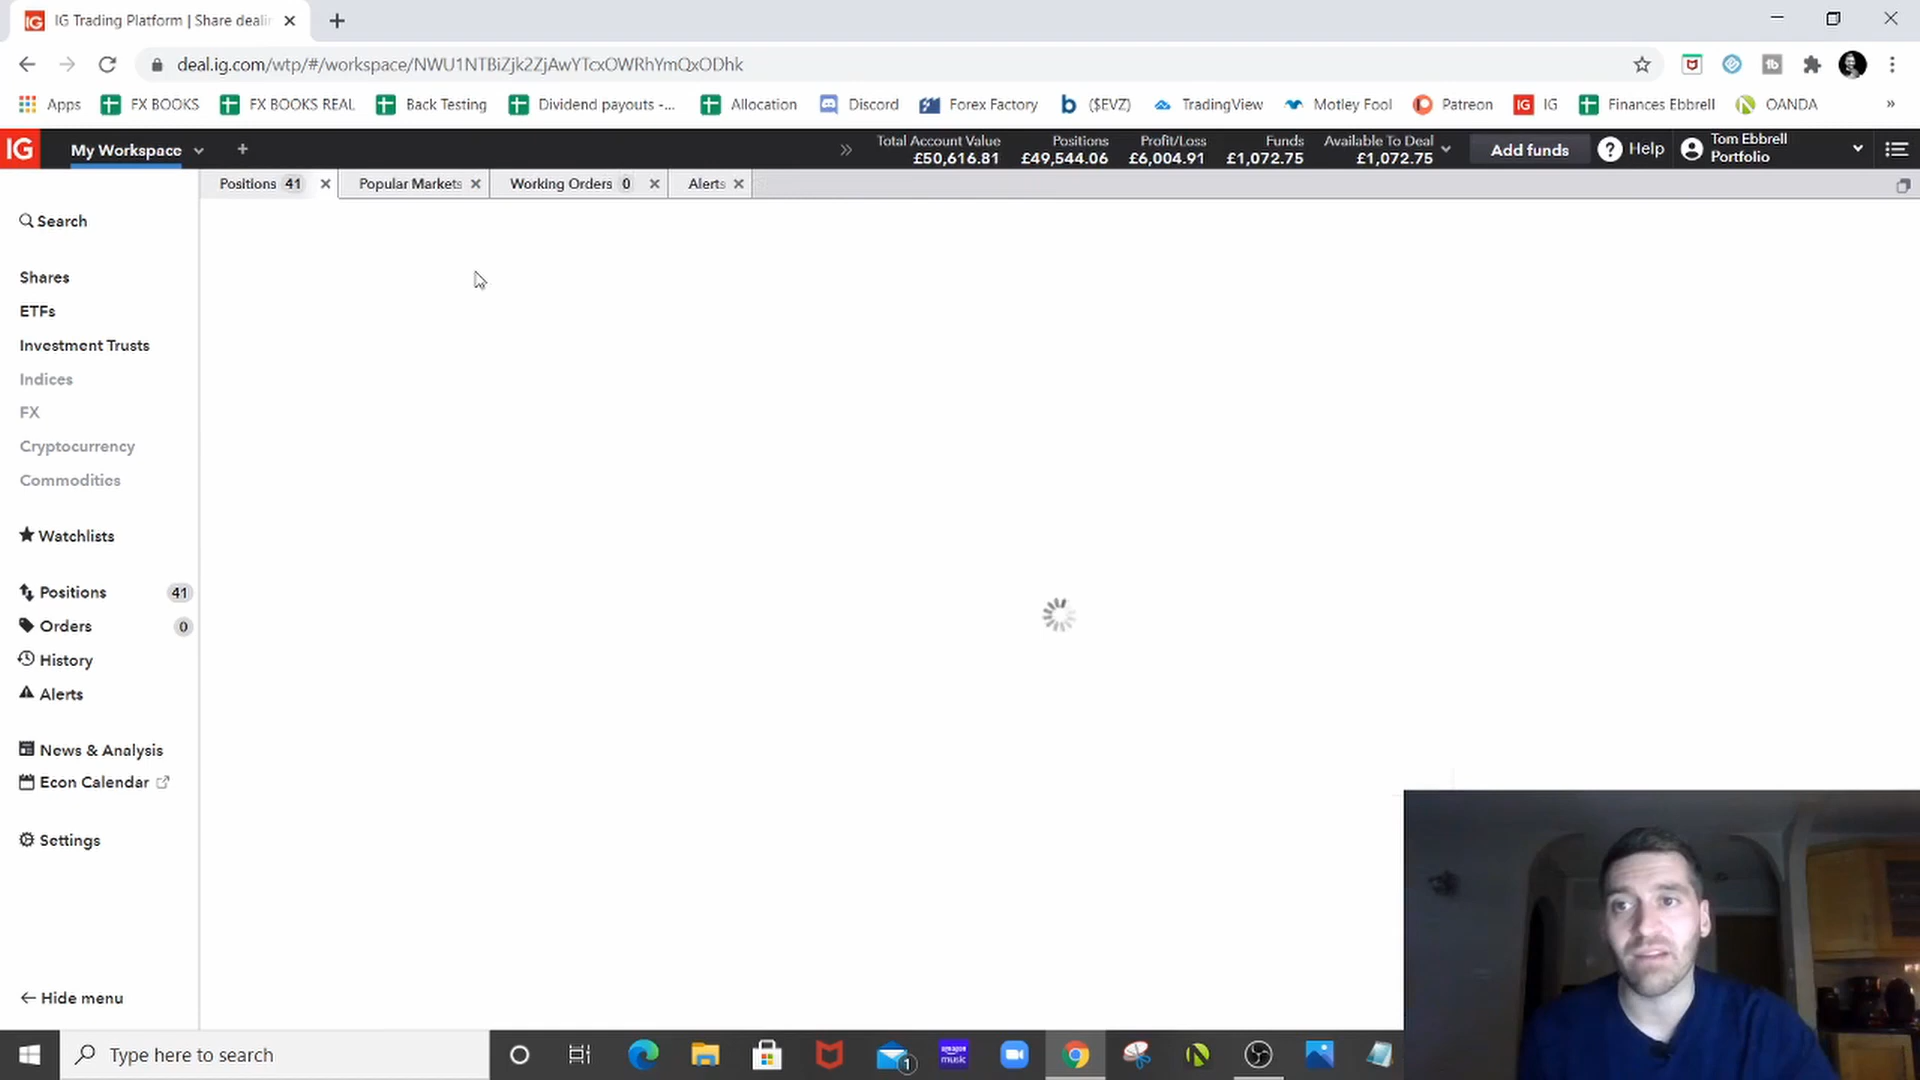 IG Trading Platform | Share dealin
deal.ig.com/wtp/#/workspace/NWU1NTBiZjk2ZjAwYTcxOWRhYmQxODhk
Apps FX BOOKS FX BOOKS REAL Back Testing Dividend payouts -... Allocation Discord Forex Factory ($EVZ) TradingView Motley Fool Patreon IG Finances Ebbrell OANDA »
IG My Workspace + Total Account Value Positions Profit/Loss Funds Available To Deal Add funds Help Tom Ebbrell
£50,616.81 £49,544.06 £6,004.91 £1,072.75 £1,072.75 Portfolio
Positions 41 Popular Markets Working Orders 0 Alerts
Search
Shares
ETFs
Investment Trusts
Indices
FX
Cryptocurrency
Commodities
Watchlists
Positions 41
Orders 0
History
Alerts
News & Analysis
Econ Calendar
Settings
Hide menu
Type here to search
amazon music
1